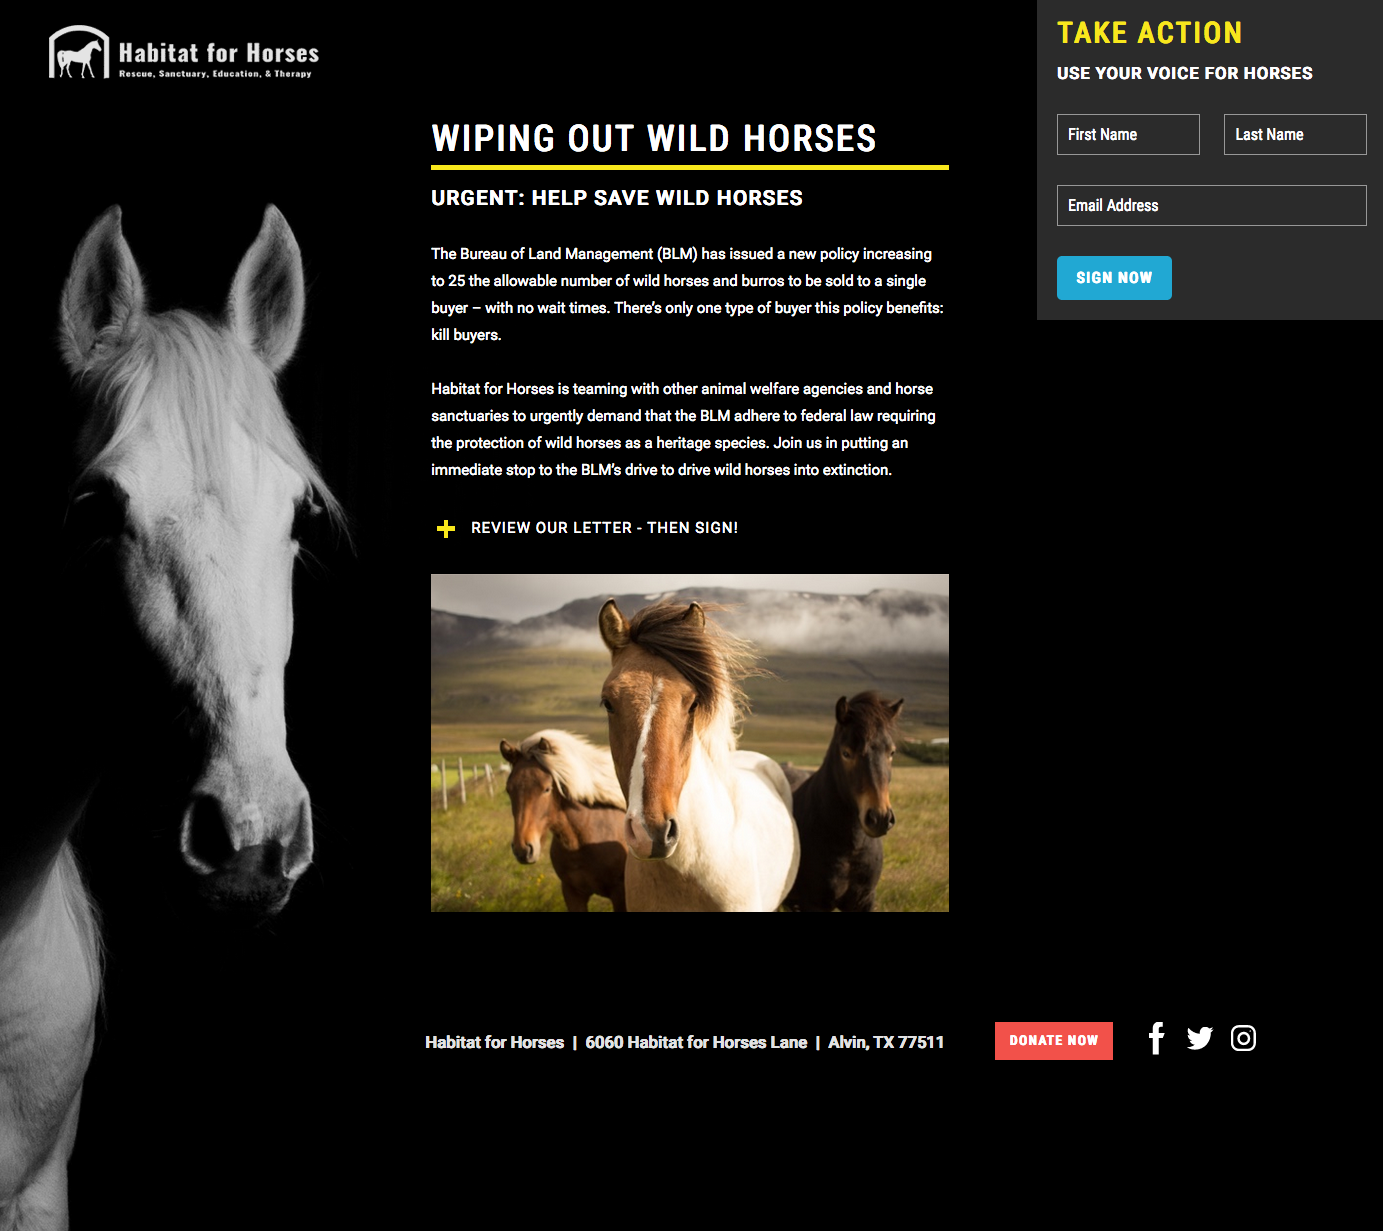 Habitat for Horses
Rescue, Sanctuary, Education, & Therapy
TAKE ACTION
USE YOUR VOICE FOR HORSES
First Name
Last Name
Email Address
SIGN NOW
WIPING OUT WILD HORSES
URGENT: HELP SAVE WILD HORSES
The Bureau of Land Management (BLM) has issued a new policy increasing
to 25 the allowable number of wild horses and burros to be sold to a single
buyer – with no wait times. There’s only one type of buyer this policy benefits:
kill buyers.
Habitat for Horses is teaming with other animal welfare agencies and horse
sanctuaries to urgently demand that the BLM adhere to federal law requiring
the protection of wild horses as a heritage species. Join us in putting an
immediate stop to the BLM’s drive to drive wild horses into extinction.
REVIEW OUR LETTER - THEN SIGN!
Habitat for Horses | 6060 Habitat for Horses Lane | Alvin, TX 77511
DONATE NOW